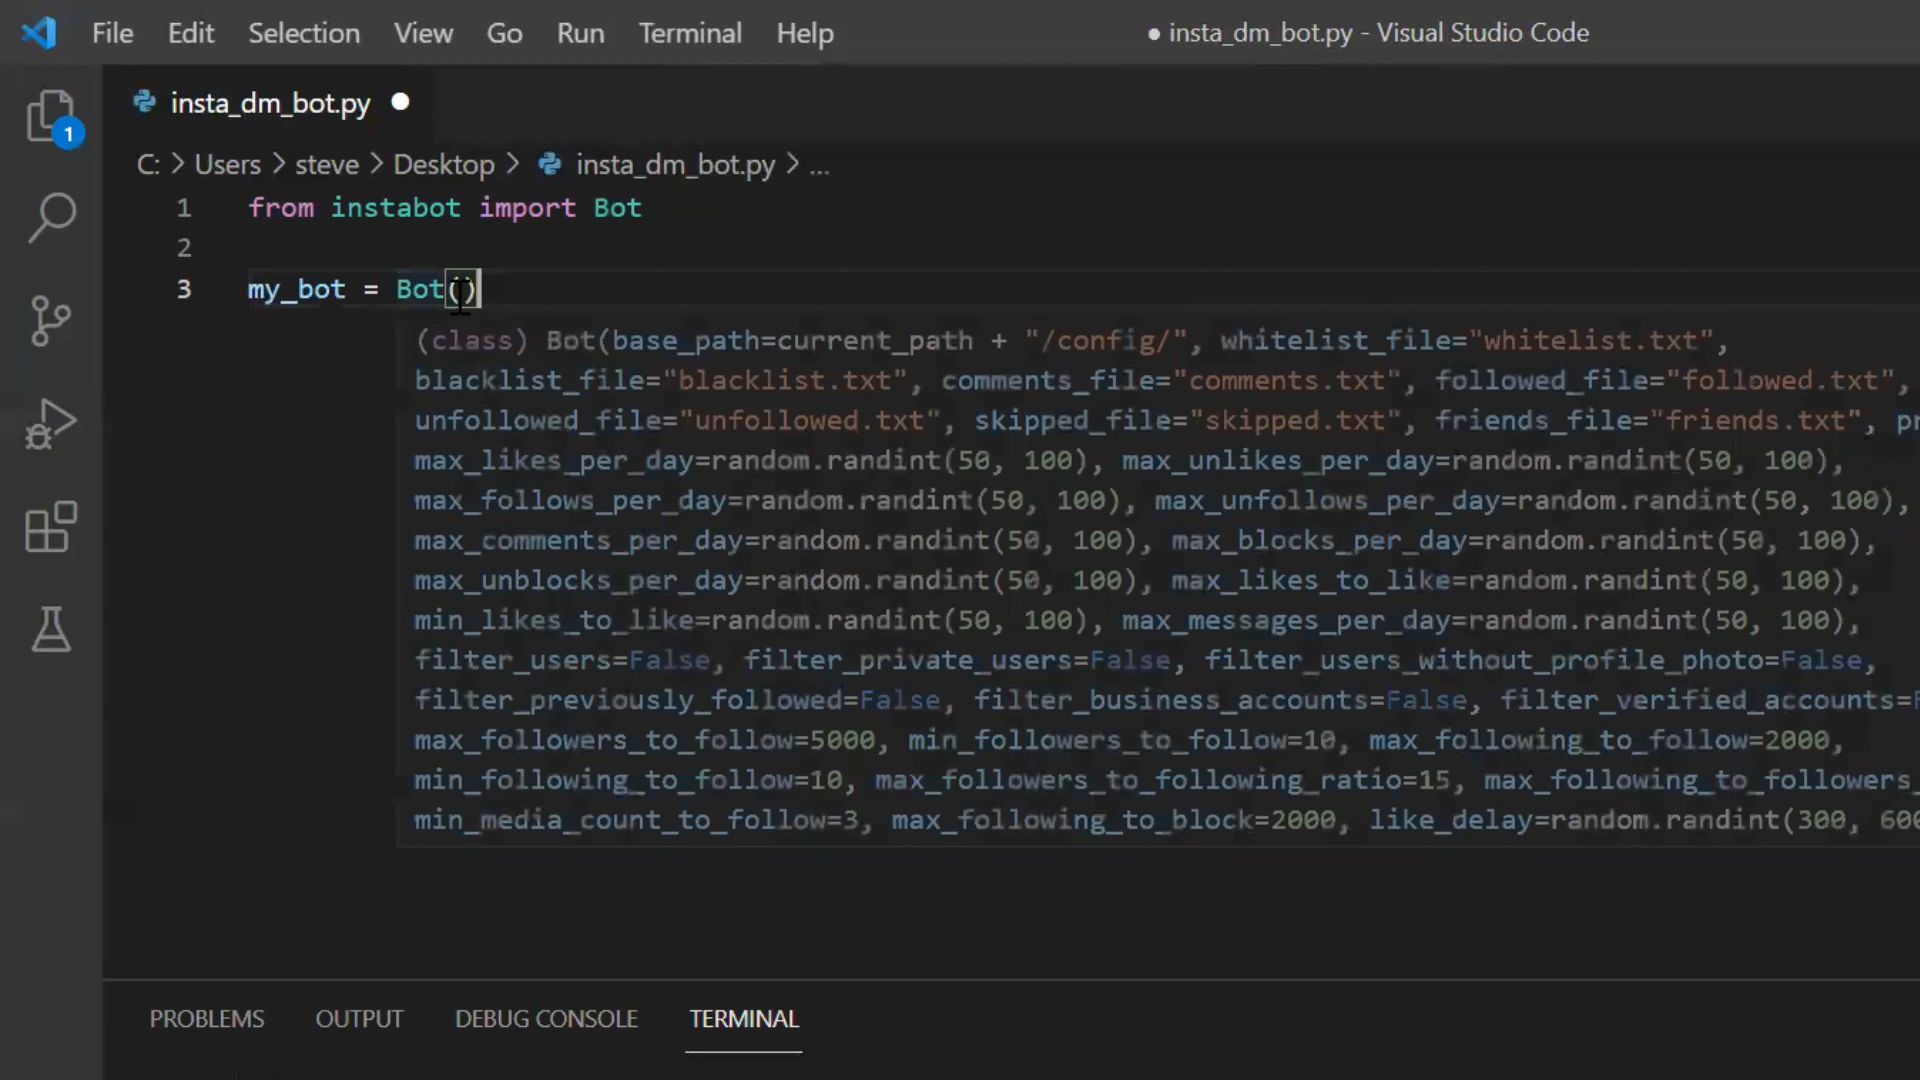 File Edit Selection View Go Run Terminal Help ● insta_dm_bot.py - Visual Studio Code
insta_dm_bot.py ●
1
C: > Users > steve > Desktop > insta_dm_bot.py > ...
1 from instabot import Bot
2
3 my_bot = Bot()
(class) Bot(base_path=current_path + "/config/", whitelist_file="whitelist.txt",
blacklist_file="blacklist.txt", comments_file="comments.txt", followed_file="followed.txt",
unfollowed_file="unfollowed.txt", skipped_file="skipped.txt", friends_file="friends.txt", pr
max_likes_per_day=random.randint(50, 100), max_unlikes_per_day=random.randint(50, 100),
max_follows_per_day=random.randint(50, 100), max_unfollows_per_day=random.randint(50, 100),
max_comments_per_day=random.randint(50, 100), max_blocks_per_day=random.randint(50, 100),
max_unblocks_per_day=random.randint(50, 100), max_likes_to_like=random.randint(50, 100),
min_likes_to_like=random.randint(50, 100), max_messages_per_day=random.randint(50, 100),
filter_users=False, filter_private_users=False, filter_users_without_profile_photo=False,
filter_previously_followed=False, filter_business_accounts=False, filter_verified_accounts=F
max_followers_to_follow=5000, min_followers_to_follow=10, max_following_to_follow=2000,
min_following_to_follow=10, max_followers_to_following_ratio=15, max_following_to_followers_
min_media_count_to_follow=3, max_following_to_block=2000, like_delay=random.randint(300, 600
PROBLEMS OUTPUT DEBUG CONSOLE TERMINAL